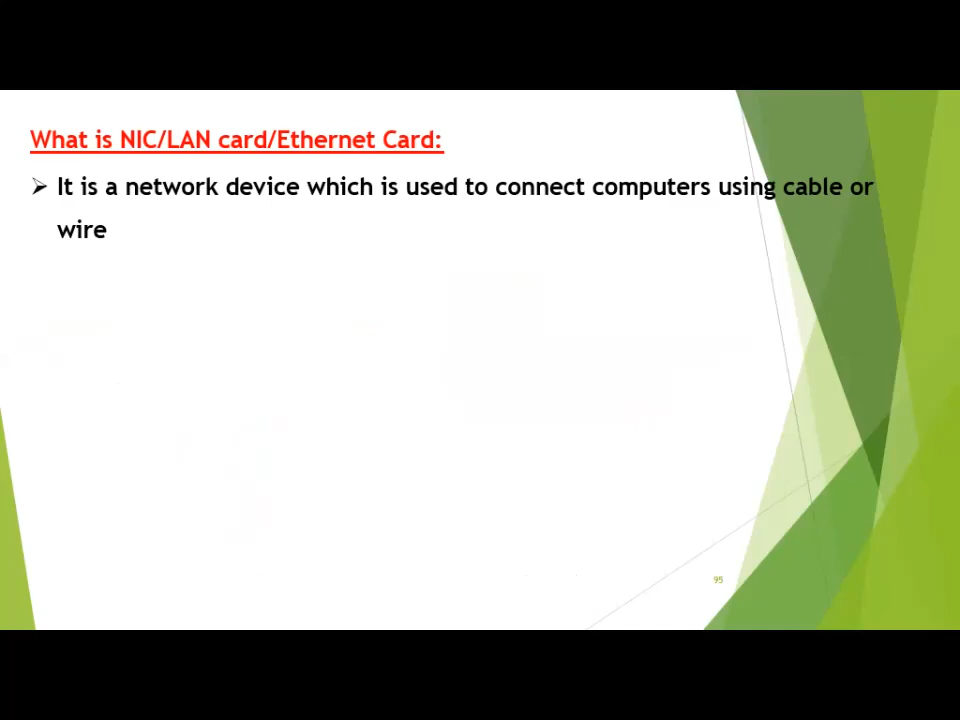 What is NIC/LAN card/Ethernet Card:
➢ It is a network device which is used to connect computers using cable or
wire
95